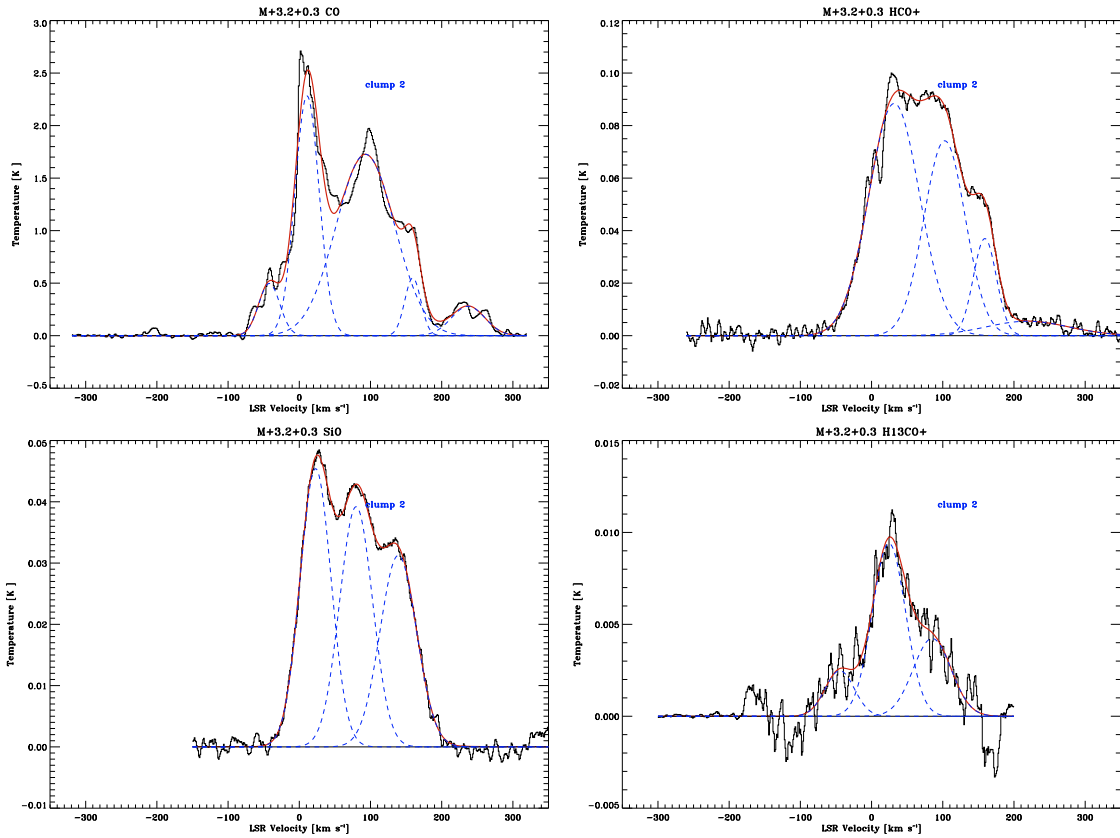 M+3.2+0.3 CO
3.0
2.5
2.0
1.5
1.0
0.5
0.0
−0.5
Temperature [K ]
clump 2
−300 −200 −100 0 100 200 300
LSR Velocity [km s⁻¹]
M+3.2+0.3 HCO+
0.12
0.10
0.08
0.06
0.04
0.02
0.00
−0.02
Temperature [K ]
clump 2
−300 −200 −100 0 100 200 300
LSR Velocity [km s⁻¹]
M+3.2+0.3 SiO
0.05
0.04
0.03
0.02
0.01
0.00
−0.01
Temperature [K ]
clump 2
−300 −200 −100 0 100 200 300
LSR Velocity [km s⁻¹]
M+3.2+0.3 H13CO+
0.015
0.010
0.005
0.000
−0.005
Temperature [K ]
clump 2
−300 −200 −100 0 100 200 300
LSR Velocity [km s⁻¹]